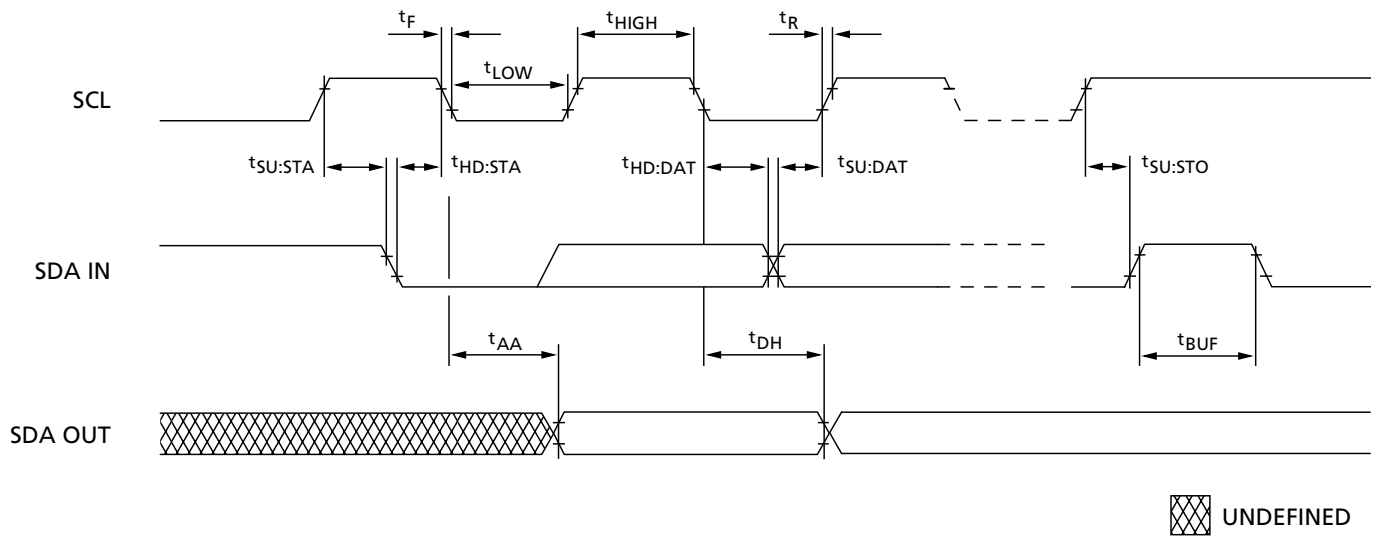 tF
tHIGH
tR
tLOW
SCL
tSU:STA
tHD:STA
tHD:DAT
tSU:DAT
tSU:STO
SDA IN
tAA
tDH
tBUF
SDA OUT
UNDEFINED